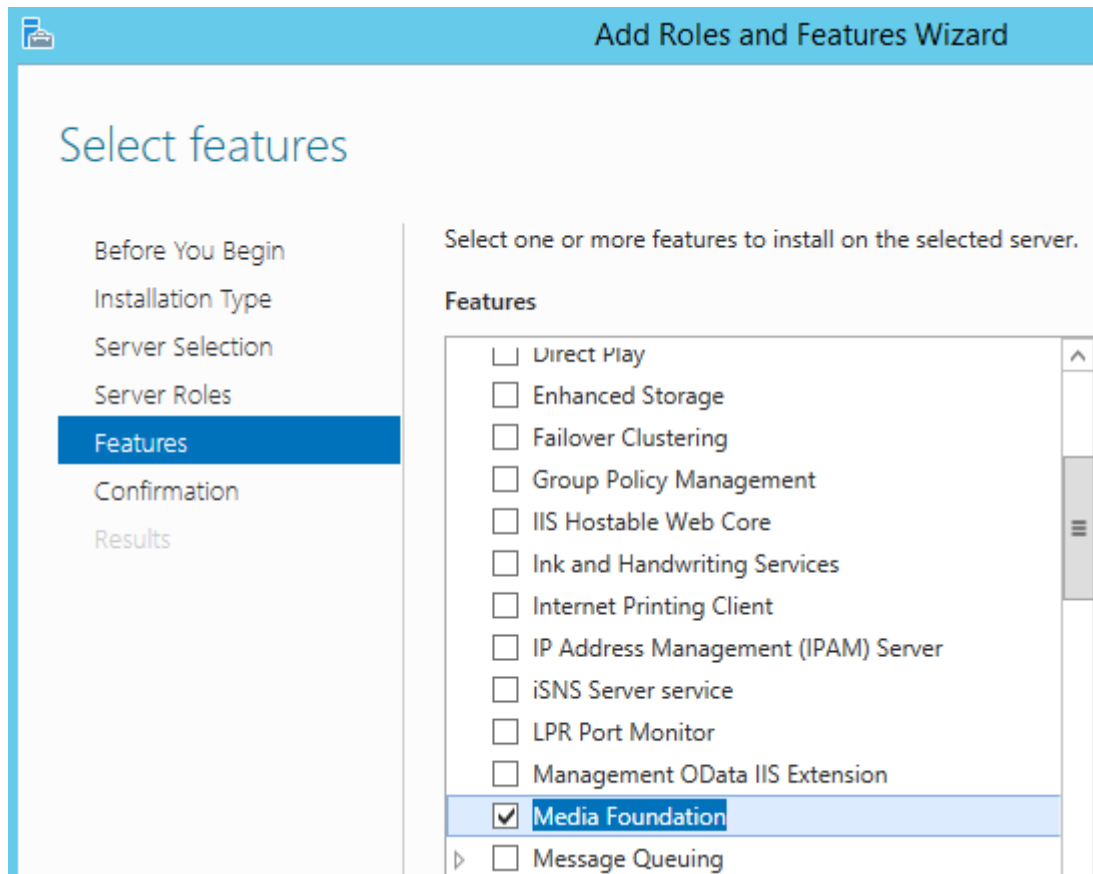 Add Roles and Features Wizard
Select features
Before You Begin
Installation Type
Server Selection
Server Roles
Features
Confirmation
Results
Select one or more features to install on the selected server.
Features
Direct Play
Enhanced Storage
Failover Clustering
Group Policy Management
IIS Hostable Web Core
Ink and Handwriting Services
Internet Printing Client
IP Address Management (IPAM) Server
iSNS Server service
LPR Port Monitor
Management OData IIS Extension
Media Foundation
Message Queuing